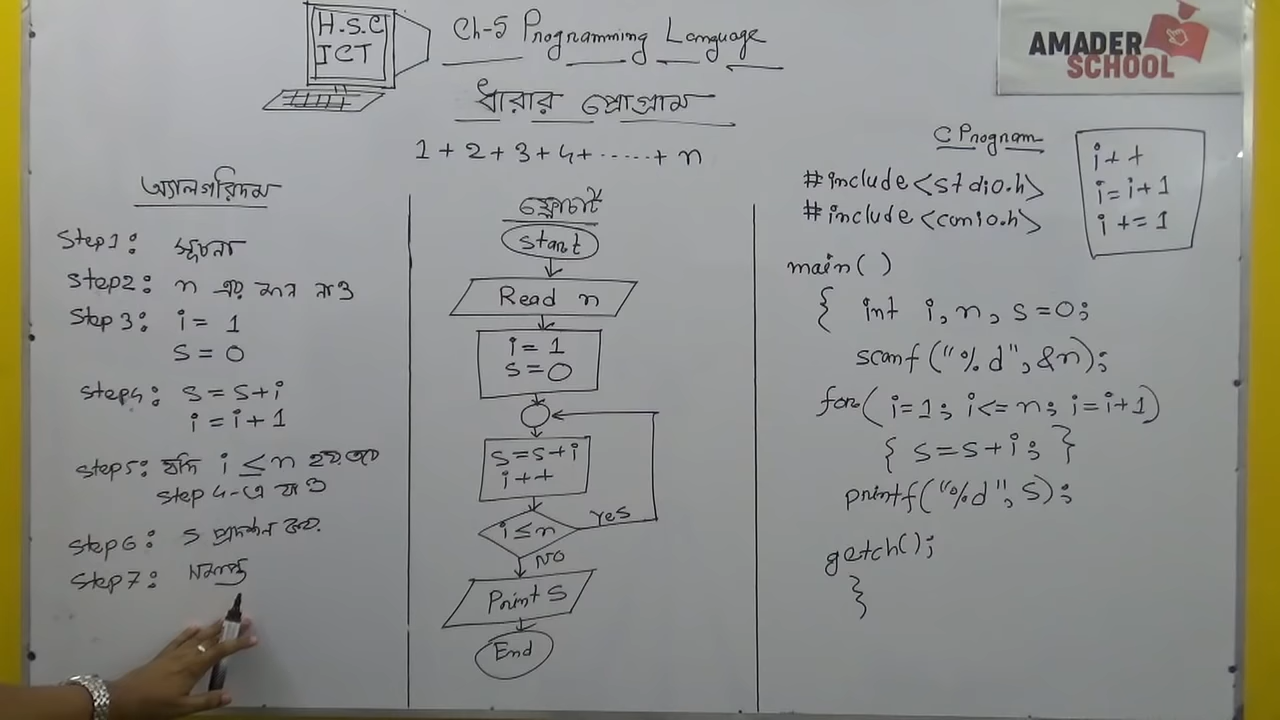 H.S.C
ICT
Ch-5 Programming Language
AMADER
SCHOOL
ধারার প্রোগ্রাম
1 + 2 + 3 + 4 + ..... + n
অ্যালগরিদম
Step1: সূচনা
Step2: n এর মান নাও
Step 3: i = 1
s = 0
Step4: s = s+i
i = i+1
Step5: যদি i ≤ n হয় তবে
Step 4-এ যাও
Step6: S প্রদর্শন কর.
Step7: সমাপ্ত
ফ্লোচার্ট
Start
Read n
i = 1
s = 0
s=s+i
i++
i ≤ n
Yes
NO
Print S
End
C Program
#include <stdio.h>
#include <conio.h>
main( )
{ int i, n, s = 0;
scanf ("%d", &n);
for( i=1; i<= n; i=i+1)
{ s=s+i; }
printf("%d", S);
getch();
}
i++
i=i+1
i+=1